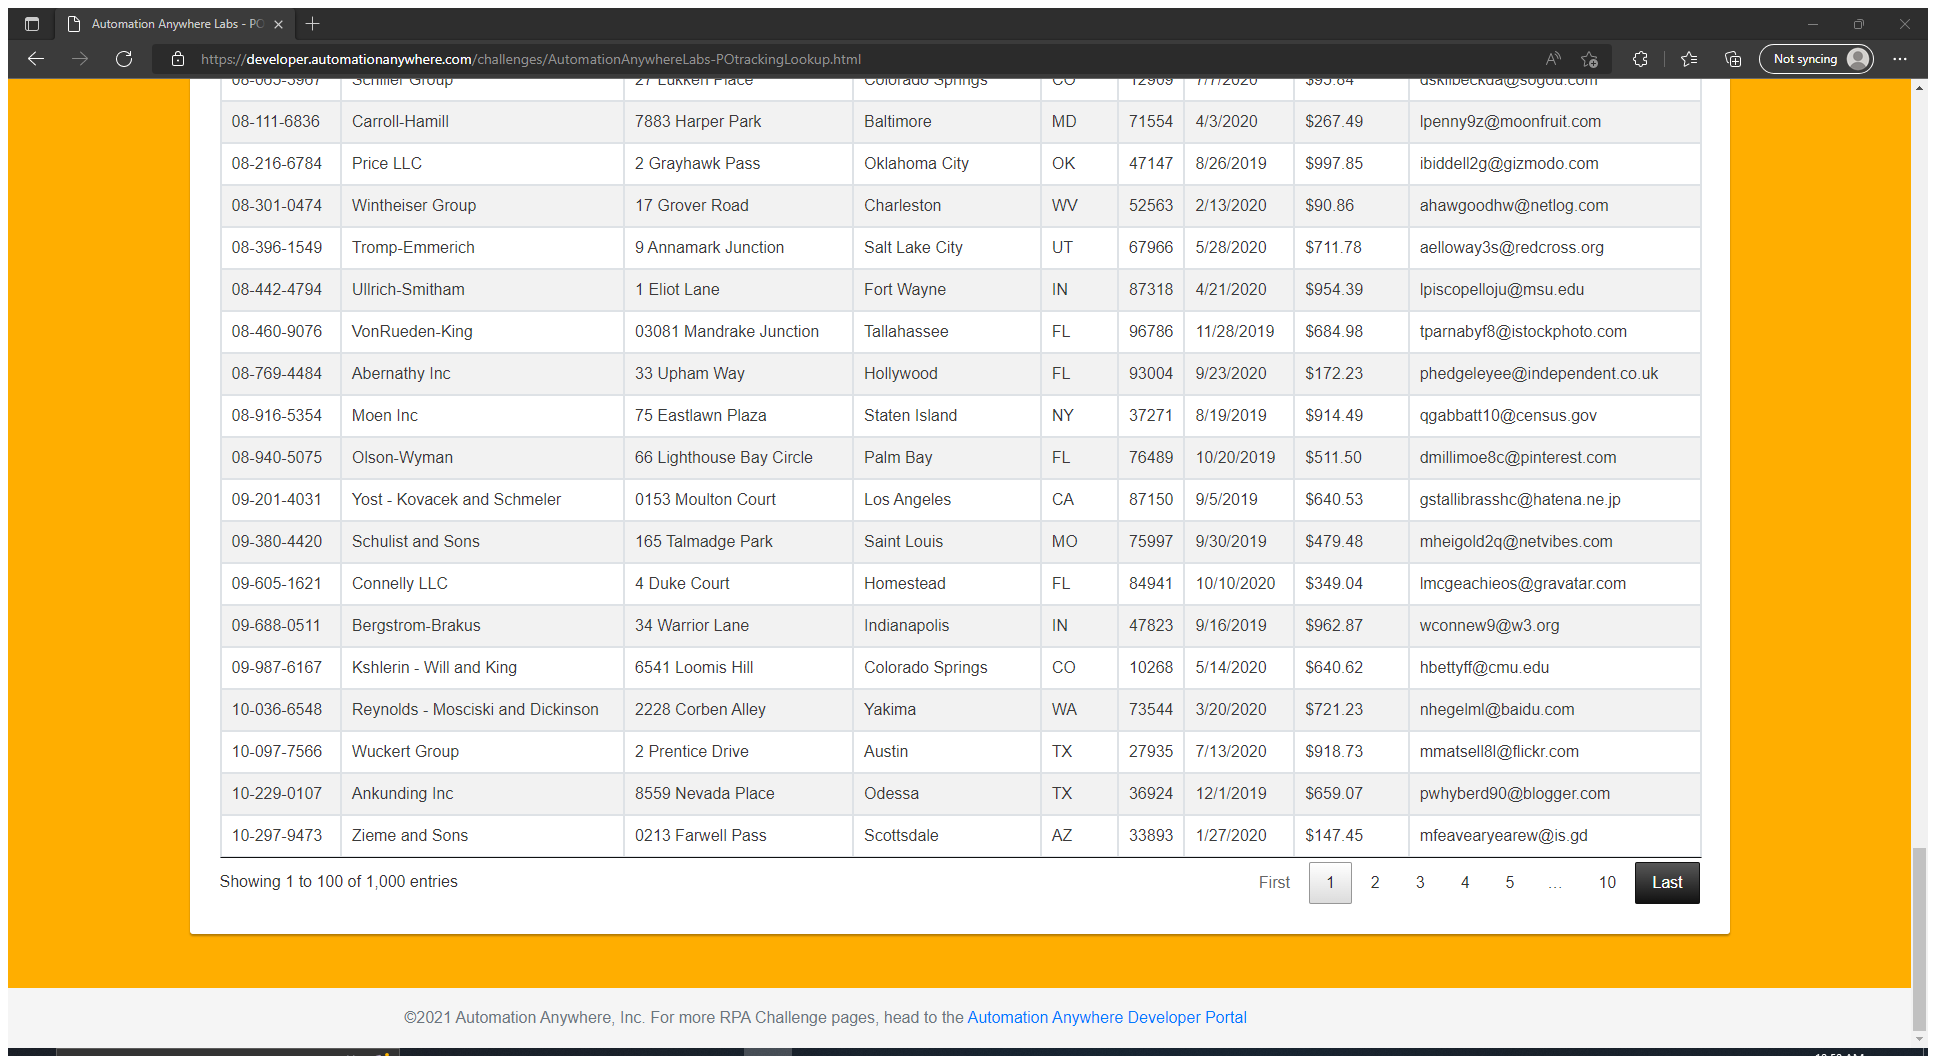 Automation Anywhere Labs - PO
https://developer.automationanywhere.com/challenges/AutomationAnywhereLabs-POtrackingLookup.html
Not syncing
08-065-5967 Schiller Group 27 Lukken Place Colorado Springs CO 12909 7/7/2020 $95.84 dskilbeckda@sogou.com
08-111-6836 Carroll-Hamill 7883 Harper Park Baltimore MD 71554 4/3/2020 $267.49 lpenny9z@moonfruit.com
08-216-6784 Price LLC 2 Grayhawk Pass Oklahoma City OK 47147 8/26/2019 $997.85 ibiddell2g@gizmodo.com
08-301-0474 Wintheiser Group 17 Grover Road Charleston WV 52563 2/13/2020 $90.86 ahawgoodhw@netlog.com
08-396-1549 Tromp-Emmerich 9 Annamark Junction Salt Lake City UT 67966 5/28/2020 $711.78 aelloway3s@redcross.org
08-442-4794 Ullrich-Smitham 1 Eliot Lane Fort Wayne IN 87318 4/21/2020 $954.39 lpiscopelloju@msu.edu
08-460-9076 VonRueden-King 03081 Mandrake Junction Tallahassee FL 96786 11/28/2019 $684.98 tparnabyf8@istockphoto.com
08-769-4484 Abernathy Inc 33 Upham Way Hollywood FL 93004 9/23/2020 $172.23 phedgeleyee@independent.co.uk
08-916-5354 Moen Inc 75 Eastlawn Plaza Staten Island NY 37271 8/19/2019 $914.49 qgabbatt10@census.gov
08-940-5075 Olson-Wyman 66 Lighthouse Bay Circle Palm Bay FL 76489 10/20/2019 $511.50 dmillimoe8c@pinterest.com
09-201-4031 Yost - Kovacek and Schmeler 0153 Moulton Court Los Angeles CA 87150 9/5/2019 $640.53 gstallibrasshc@hatena.ne.jp
09-380-4420 Schulist and Sons 165 Talmadge Park Saint Louis MO 75997 9/30/2019 $479.48 mheigold2q@netvibes.com
09-605-1621 Connelly LLC 4 Duke Court Homestead FL 84941 10/10/2020 $349.04 lmcgeachieos@gravatar.com
09-688-0511 Bergstrom-Brakus 34 Warrior Lane Indianapolis IN 47823 9/16/2019 $962.87 wconnew9@w3.org
09-987-6167 Kshlerin - Will and King 6541 Loomis Hill Colorado Springs CO 10268 5/14/2020 $640.62 hbettyff@cmu.edu
10-036-6548 Reynolds - Mosciski and Dickinson 2228 Corben Alley Yakima WA 73544 3/20/2020 $721.23 nhegelml@baidu.com
10-097-7566 Wuckert Group 2 Prentice Drive Austin TX 27935 7/13/2020 $918.73 mmatsell8l@flickr.com
10-229-0107 Ankunding Inc 8559 Nevada Place Odessa TX 36924 12/1/2019 $659.07 pwhyberd90@blogger.com
10-297-9473 Zieme and Sons 0213 Farwell Pass Scottsdale AZ 33893 1/27/2020 $147.45 mfeavearyearew@is.gd
Showing 1 to 100 of 1,000 entries First 1 2 3 4 5 … 10 Last
©2021 Automation Anywhere, Inc. For more RPA Challenge pages, head to the Automation Anywhere Developer Portal